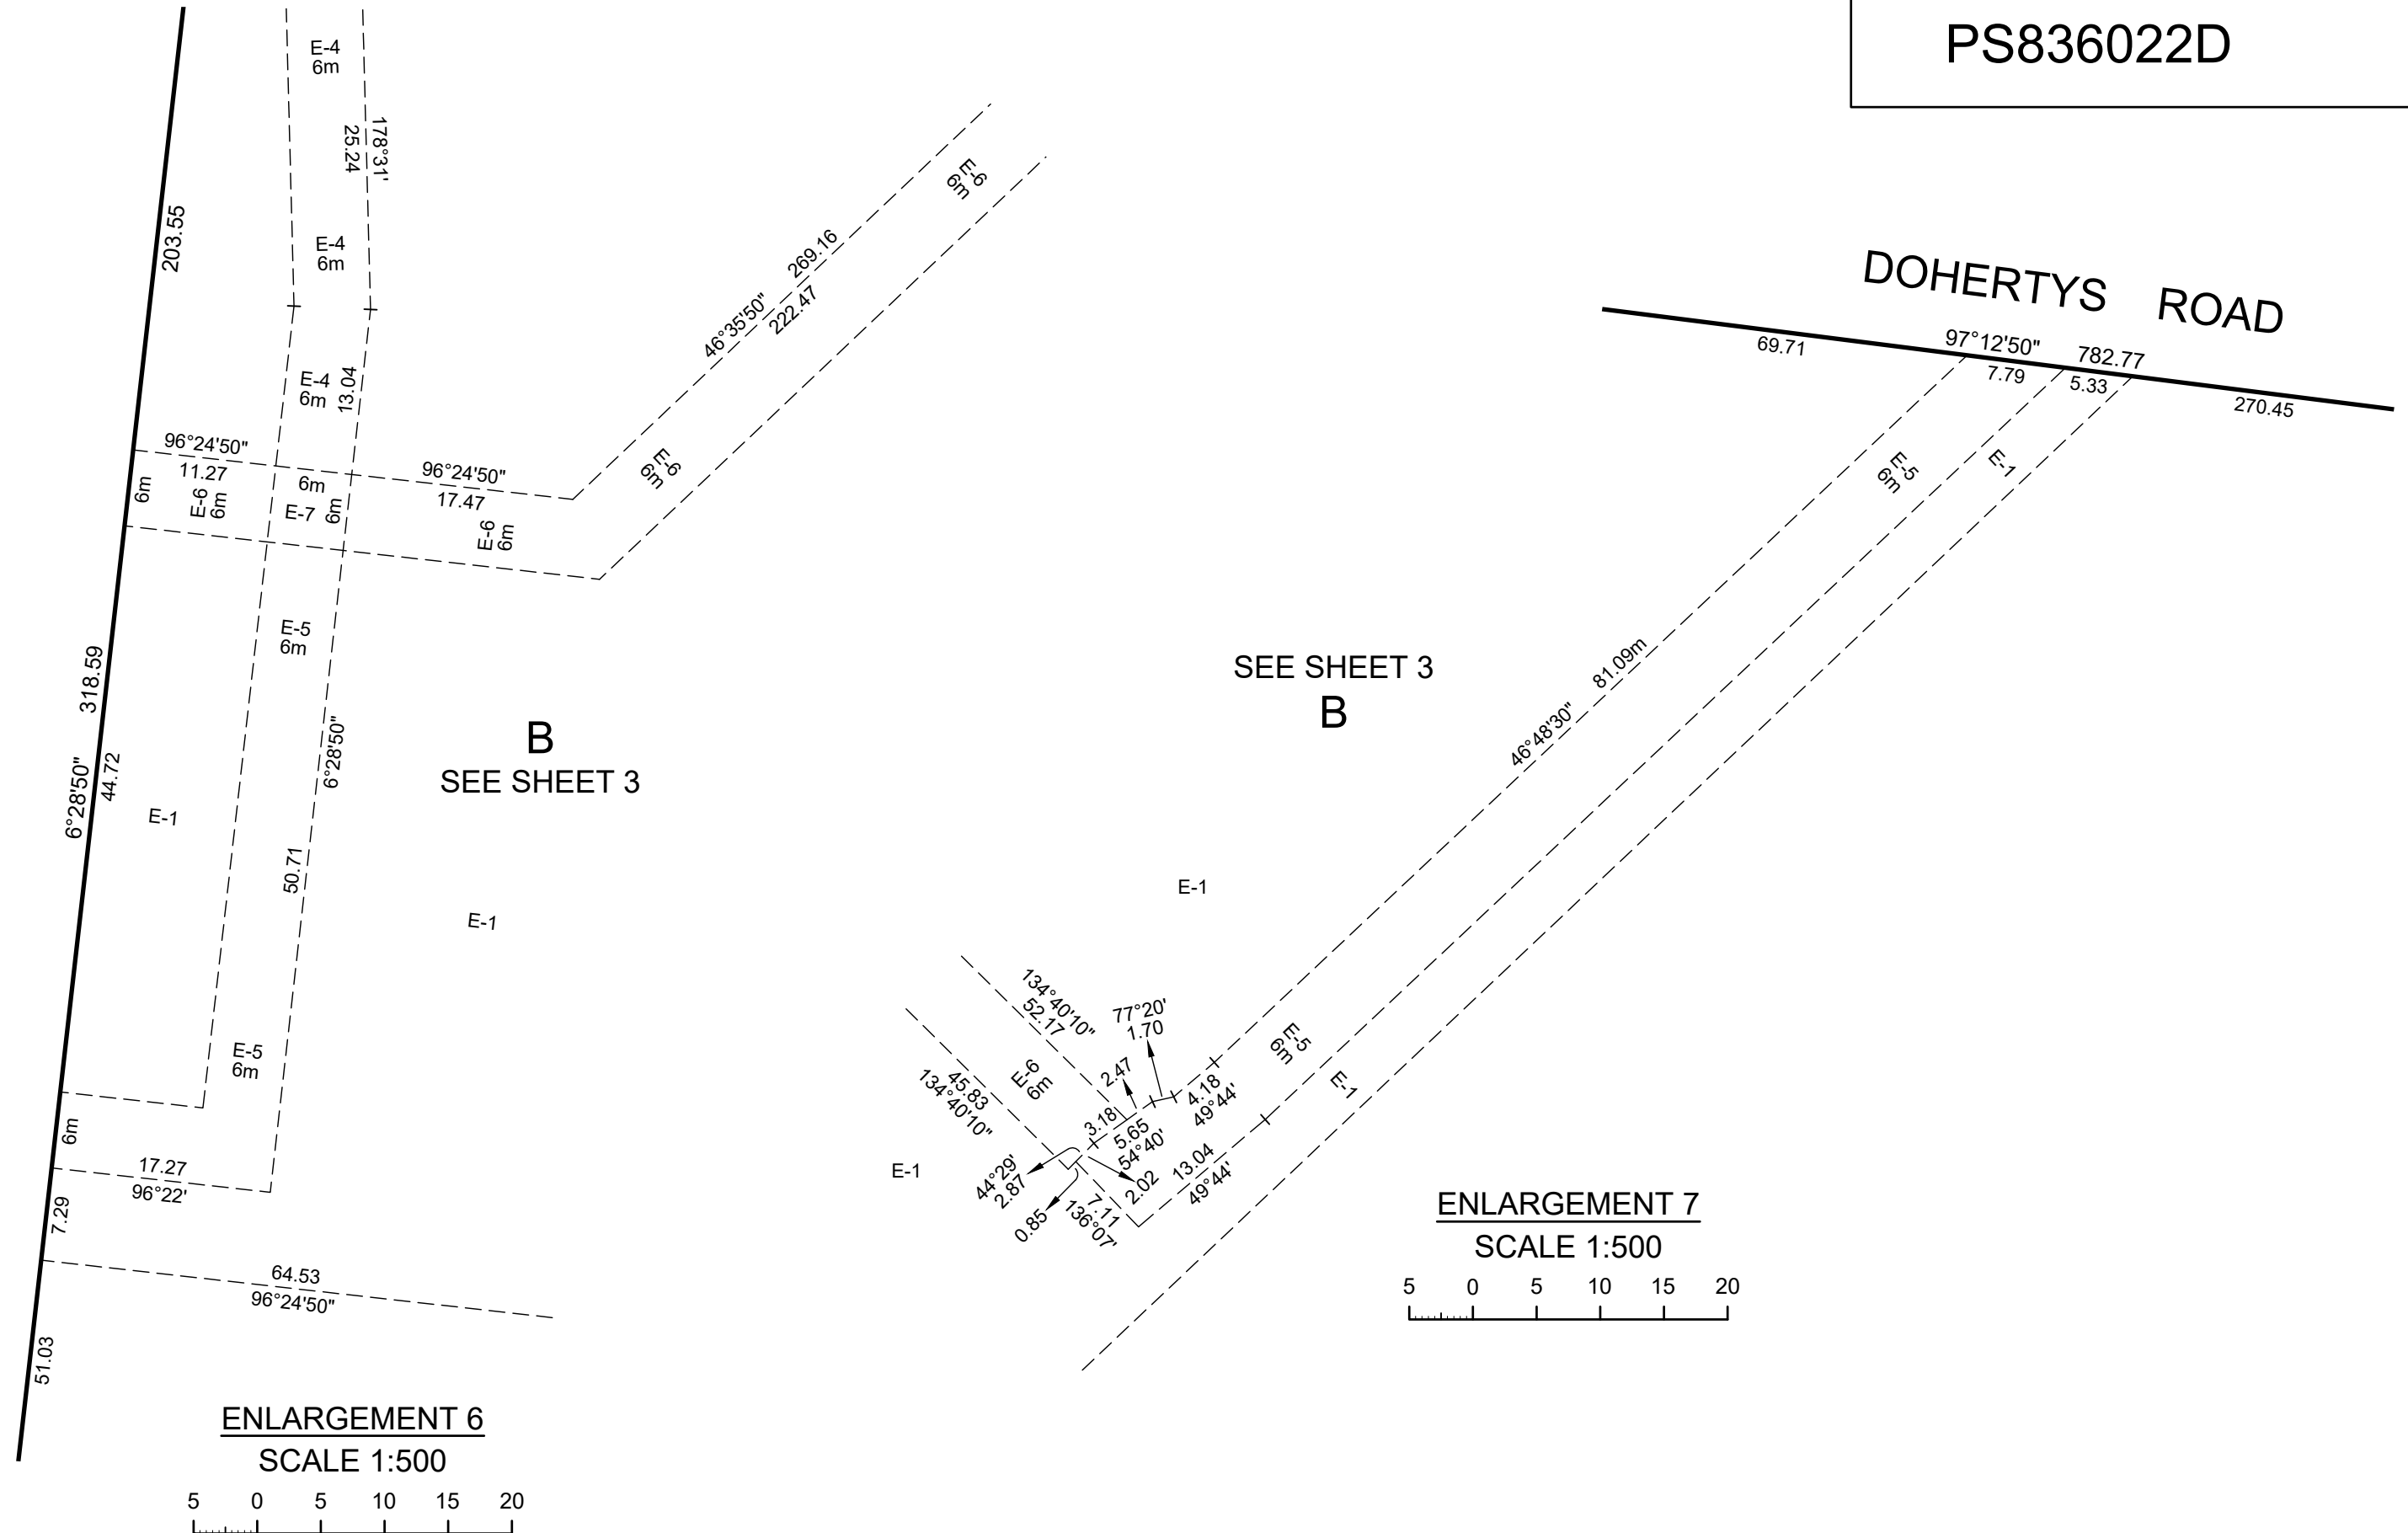 PS836022D
E-4
6m
178°31'
25.24
203.55
E-4
6m
E-4
6m
13.04
96°24'50"
11.27
6m
E-6
6m
6m
E-7
6m
96°24'50"
17.47
E-6
6m
46°35'50"
269.16
222.47
E-6
6m
E-6
6m
E-5
6m
318.59
6°28'50"
44.72
E-1
6°28'50"
50.71
B
SEE SHEET 3
E-1
E-5
6m
6m
17.27
96°22'
7.29
64.53
96°24'50"
51.03
ENLARGEMENT 6
SCALE 1:500
5 0 5 10 15 20
DOHERTYS ROAD
69.71
97°12'50"
782.77
7.79
5.33
270.45
E-5
6m
E-1
SEE SHEET 3
B
81.09m
46°48'30"
E-1
134°40'10"
52.17
77°20'
1.70
2.47
E-6
6m
45.83
134°40'10"
3.18
4.18
49°44'
E-5
6m
E-1
5.65
54°40'
E-1
44°29'
2.87
0.85
2.02
13.04
49°44'
7.11
136°07'
ENLARGEMENT 7
SCALE 1:500
5 0 5 10 15 20